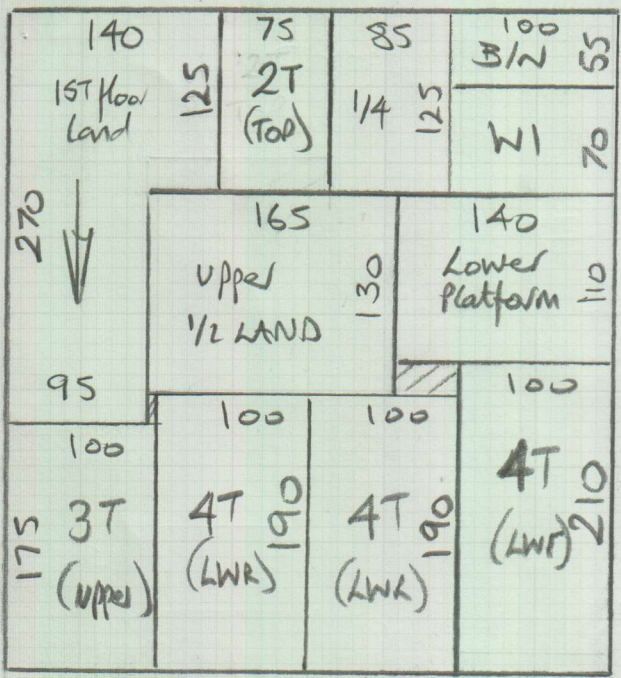 140
1ST floor
Land
125
270
95
75
2T
(TOP)
85
1/4
125
100
B/N
55
W1
70
165
upper
1/2 LAND
130
140
Lower
Platform
110
100
3T
(upper)
175
100
4T
(LWR)
190
100
4T
(LWR)
190
100
4T
(LWR)
210